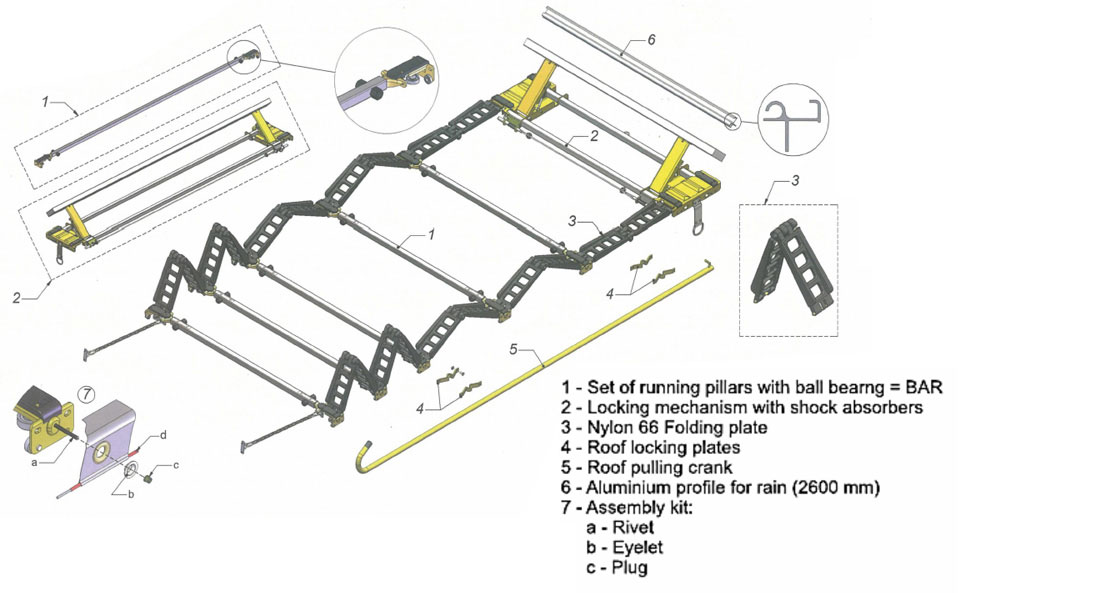 6
1
2
3
3
1
2
4
5
4
7
d
a
c
b
1 - Set of running pillars with ball bearng = BAR
2 - Locking mechanism with shock absorbers
3 - Nylon 66 Folding plate
4 - Roof locking plates
5 - Roof pulling crank
6 - Aluminium profile for rain (2600 mm)
7 - Assembly kit:
a - Rivet
b - Eyelet
c - Plug